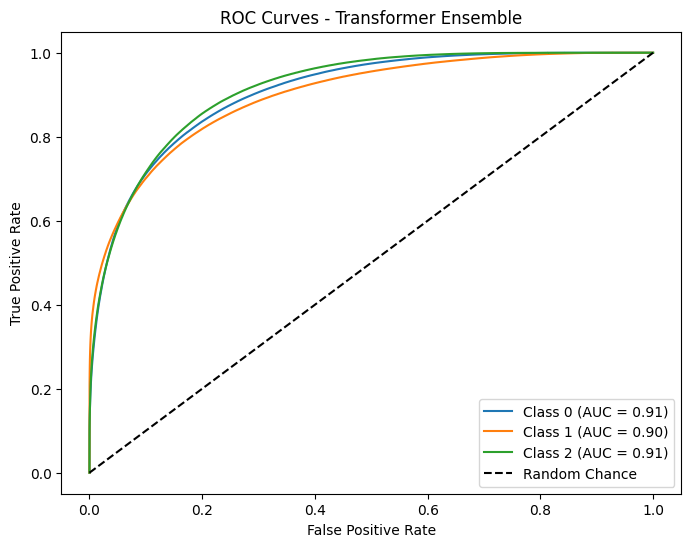 ROC Curves - Transformer Ensemble
True Positive Rate
1.0
0.8
0.6
0.4
0.2
0.0
Class 0 (AUC = 0.91)
Class 1 (AUC = 0.90)
Class 2 (AUC = 0.91)
Random Chance
0.0 0.2 0.4 0.6 0.8 1.0
False Positive Rate